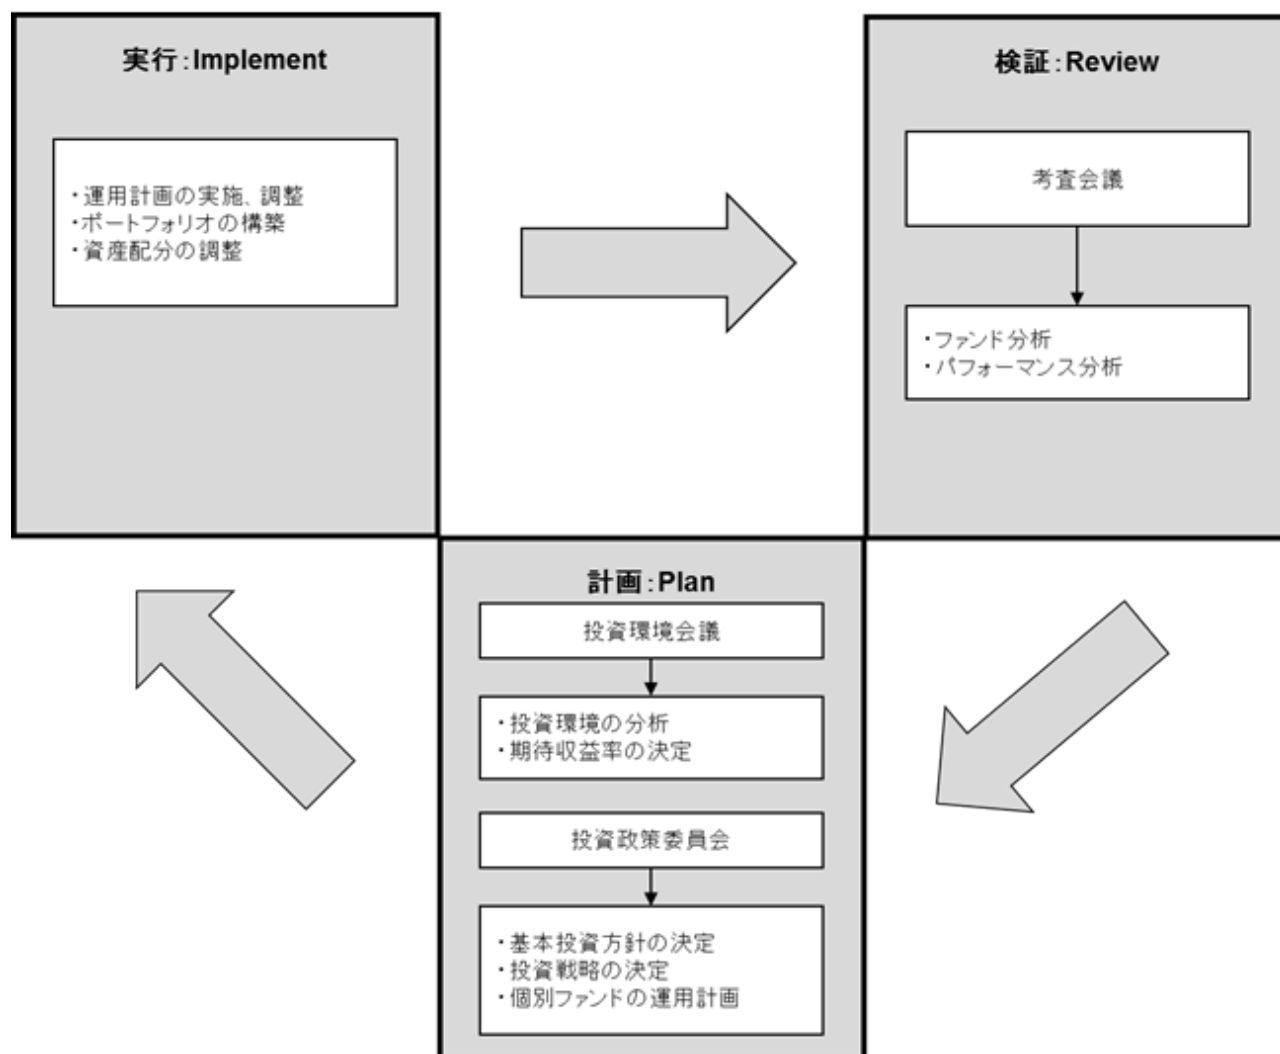 実行:Implement
・運用計画の実施、調整
・ポートフォリオの構築
・資産配分の調整
検証:Review
考査会議
・ファンド分析
・パフォーマンス分析
計画:Plan
投資環境会議
・投資環境の分析
・期待収益率の決定
投資政策委員会
・基本投資方針の決定
・投資戦略の決定
・個別ファンドの運用計画